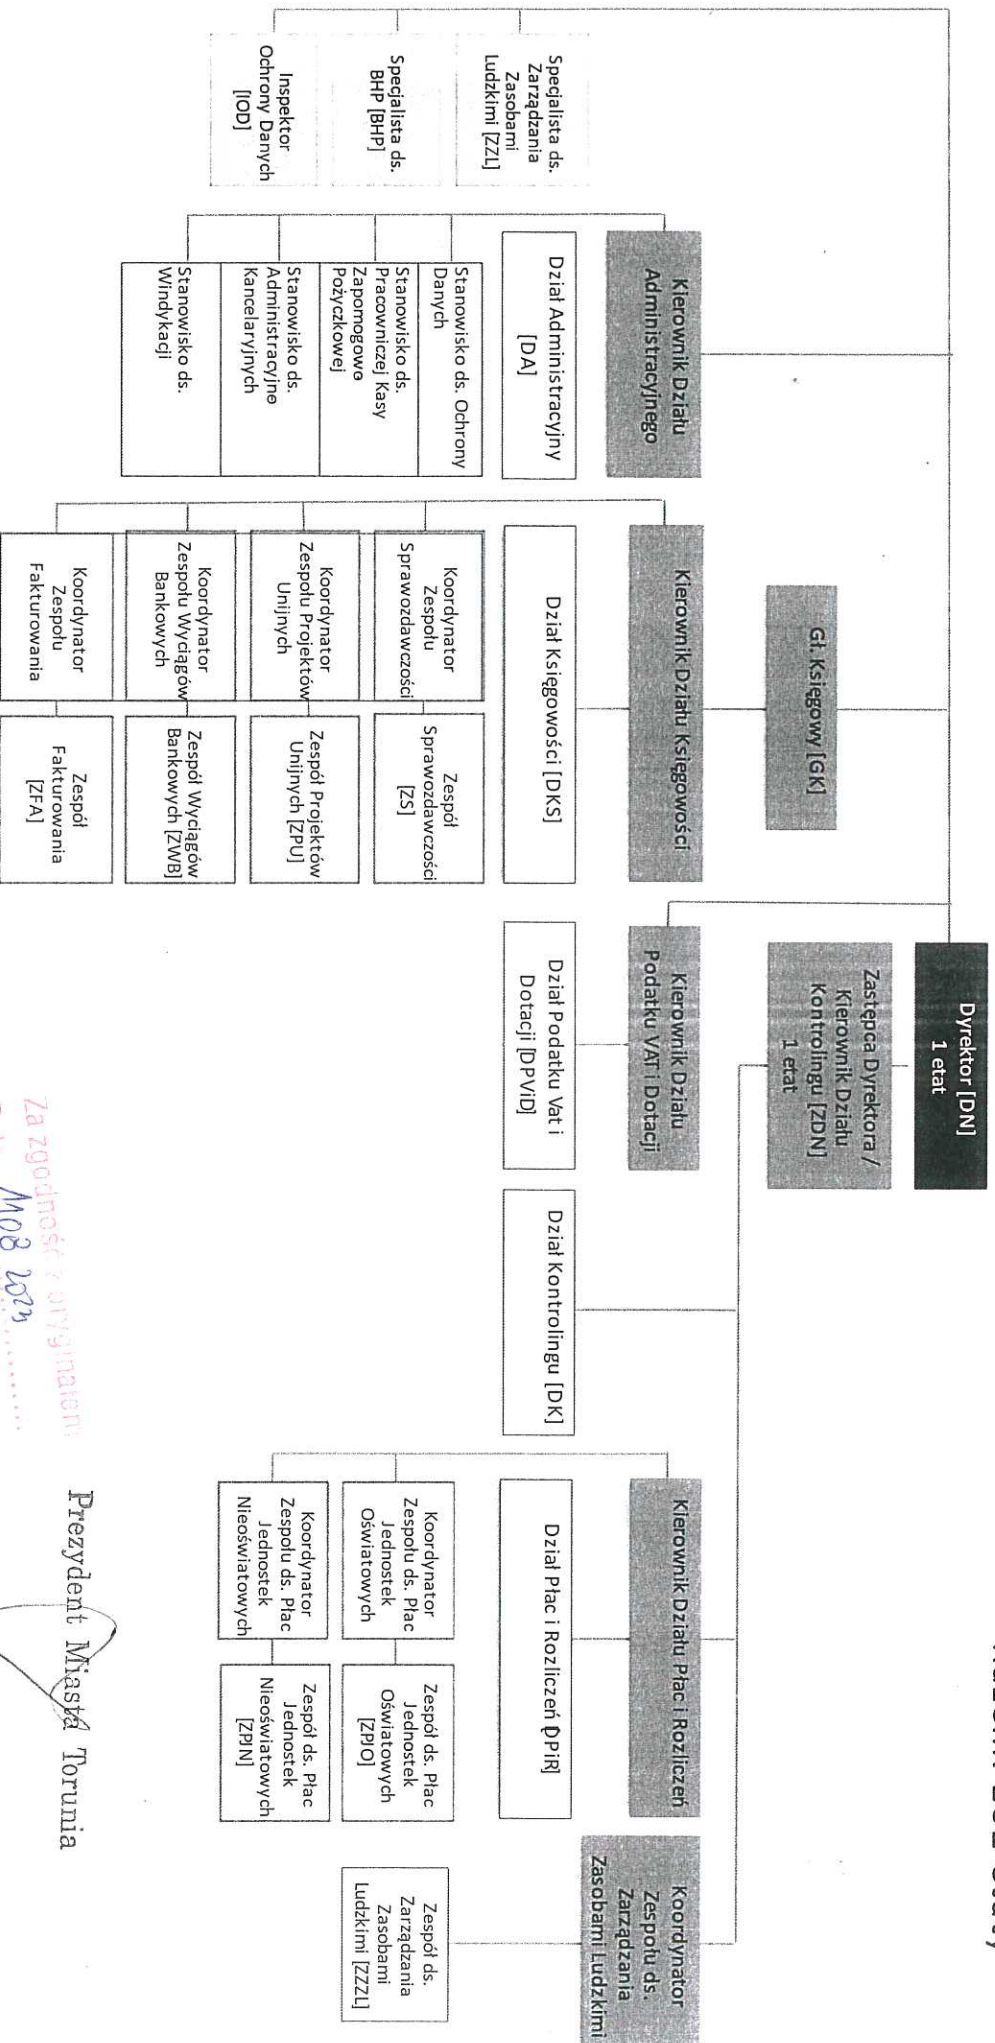 Dyrektor [DN]
1 etat
Zastępca Dyrektora /
Kierownik Działu
Kontrolingu [ZDN]
1 etat
Gł. Księgowy [GK]
Kierownik Działu
Administracyjnego
Kierownik Działu Księgowości
Kierownik Działu
Podatku VAT i Dotacji
Kierownik Działu Płac i Rozliczeń
Koordynator
Zespołu ds.
Zarządzania
Zasobami Ludzkimi
Specjalista ds.
Zarządzania
Zasobami
Ludzkimi [ZZL]
Specjalista ds.
BHP [BHP]
Inspektor
Ochrony Danych
[IOD]
Dział Administracyjny
[DA]
Stanowisko ds. Ochrony
Danych
Stanowisko ds.
Pracowniczej Kasy
Zapomogowo
Pożyczkowej
Stanowisko ds.
Administracyjno
Kancelaryjnych
Stanowisko ds.
Windykacji
Dział Księgowości [DKS]
Koordynator
Zespołu
Sprawozdawczości
Zespół
Sprawozdawczości
[ZS]
Koordynator
Zespołu Projektów
Unijnych
Zespół Projektów
Unijnych [ZPU]
Koordynator
Zespołu Wyciągów
Bankowych
Zespół Wyciągów
Bankowych [ZWB]
Koordynator
Zespołu
Fakturowania
Zespół
Fakturowania
[ZFA]
Dział Podatku Vat i
Dotacji [DPViD]
Dział Kontrolingu [DK]
Dział Płac i Rozliczeń [DPiR]
Koordynator
Zespołu ds. Płac
Jednostek
Oświatowych
Zespół ds. Płac
Jednostek
Oświatowych
[ZPJO]
Koordynator
Zespołu ds. Płac
Jednostek
Nieoświatowych
Zespół ds. Płac
Jednostek
Nieoświatowych
[ZPJN]
Zespół ds.
Zarządzania
Zasobami
Ludzkimi [ZZZL]
Za zgodność z oryginałem
2023
Prezydent Miasta Torunia